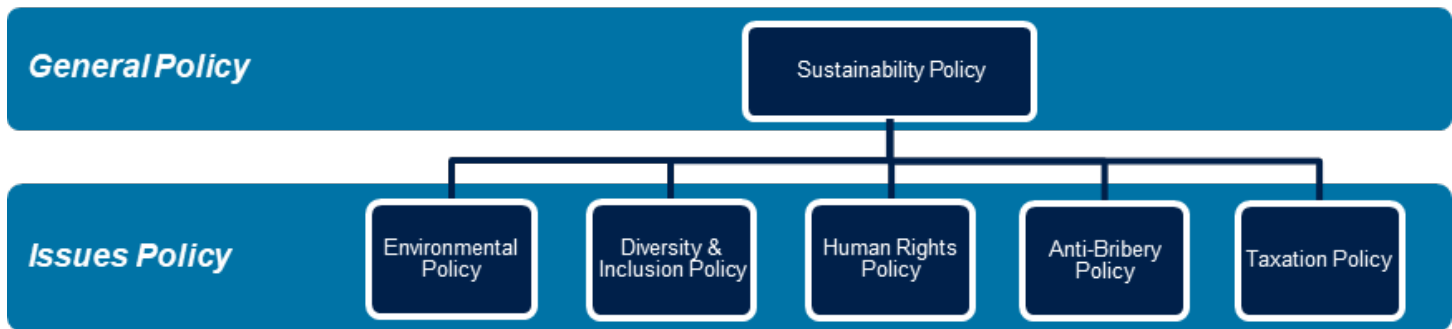 General Policy
Sustainability Policy
Issues Policy
Environmental
Policy
Diversity &
Inclusion Policy
Human Rights
Policy
Anti-Bribery
Policy
Taxation Policy